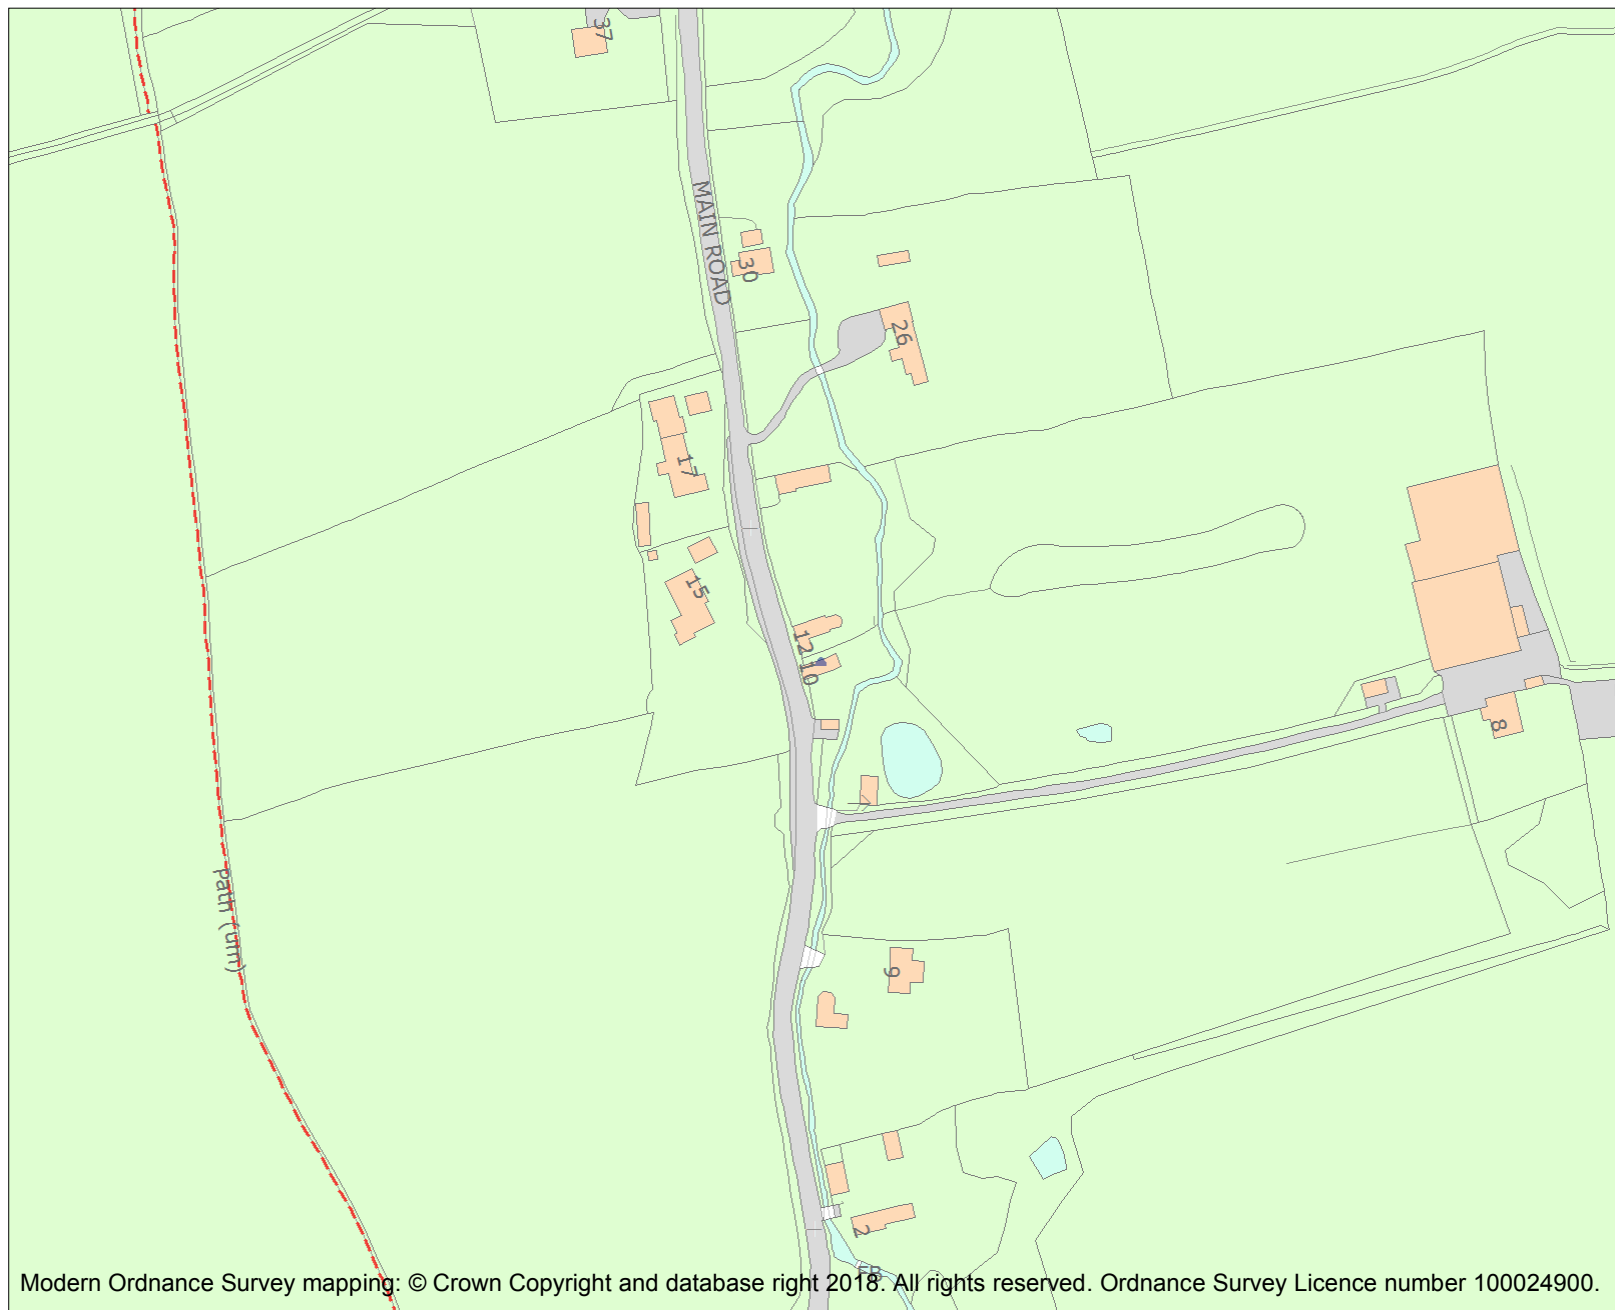 37
MAIN ROAD
30
26
17
15
12
10
8
Path (um)
9
2
FB
Modern Ordnance Survey mapping: © Crown Copyright and database right 2018. All rights reserved. Ordnance Survey Licence number 100024900.